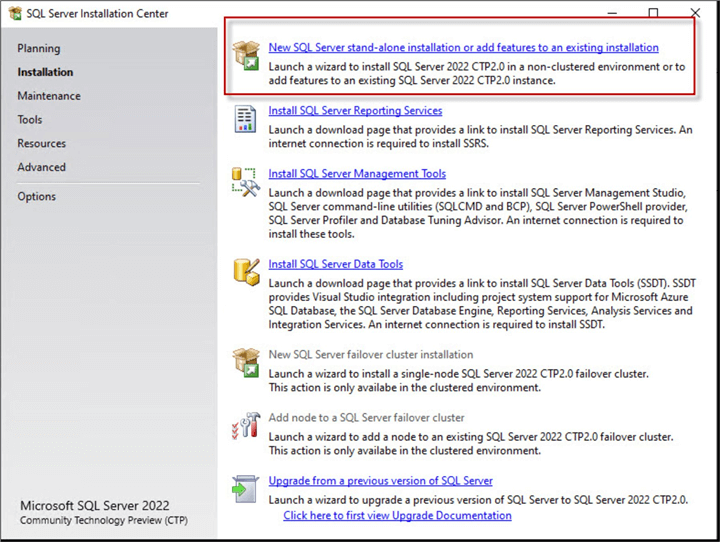 SQL Server Installation Center
Planning
Installation
Maintenance
Tools
Resources
Advanced
Options
Microsoft SQL Server 2022
Community Technology Preview (CTP)
New SQL Server stand-alone installation or add features to an existing installation
Launch a wizard to install SQL Server 2022 CTP2.0 in a non-clustered environment or to
add features to an existing SQL Server 2022 CTP2.0 instance.
Install SQL Server Reporting Services
Launch a download page that provides a link to install SQL Server Reporting Services. An
internet connection is required to install SSRS.
Install SQL Server Management Tools
Launch a download page that provides a link to install SQL Server Management Studio,
SQL Server command-line utilities (SQLCMD and BCP), SQL Server PowerShell provider,
SQL Server Profiler and Database Tuning Advisor. An internet connection is required to
install these tools.
Install SQL Server Data Tools
Launch a download page that provides a link to install SQL Server Data Tools (SSDT). SSDT
provides Visual Studio integration including project system support for Microsoft Azure
SQL Database, the SQL Server Database Engine, Reporting Services, Analysis Services and
Integration Services. An internet connection is required to install SSDT.
New SQL Server failover cluster installation
Launch a wizard to install a single-node SQL Server 2022 CTP2.0 failover cluster.
This action is only availabe in the clustered environment.
Add node to a SQL Server failover cluster
Launch a wizard to add a node to an existing SQL Server 2022 CTP2.0 failover cluster.
This action is only availabe in the clustered environment.
Upgrade from a previous version of SQL Server
Launch a wizard to upgrade a previous version of SQL Server to SQL Server 2022 CTP2.0.
Click here to first view Upgrade Documentation